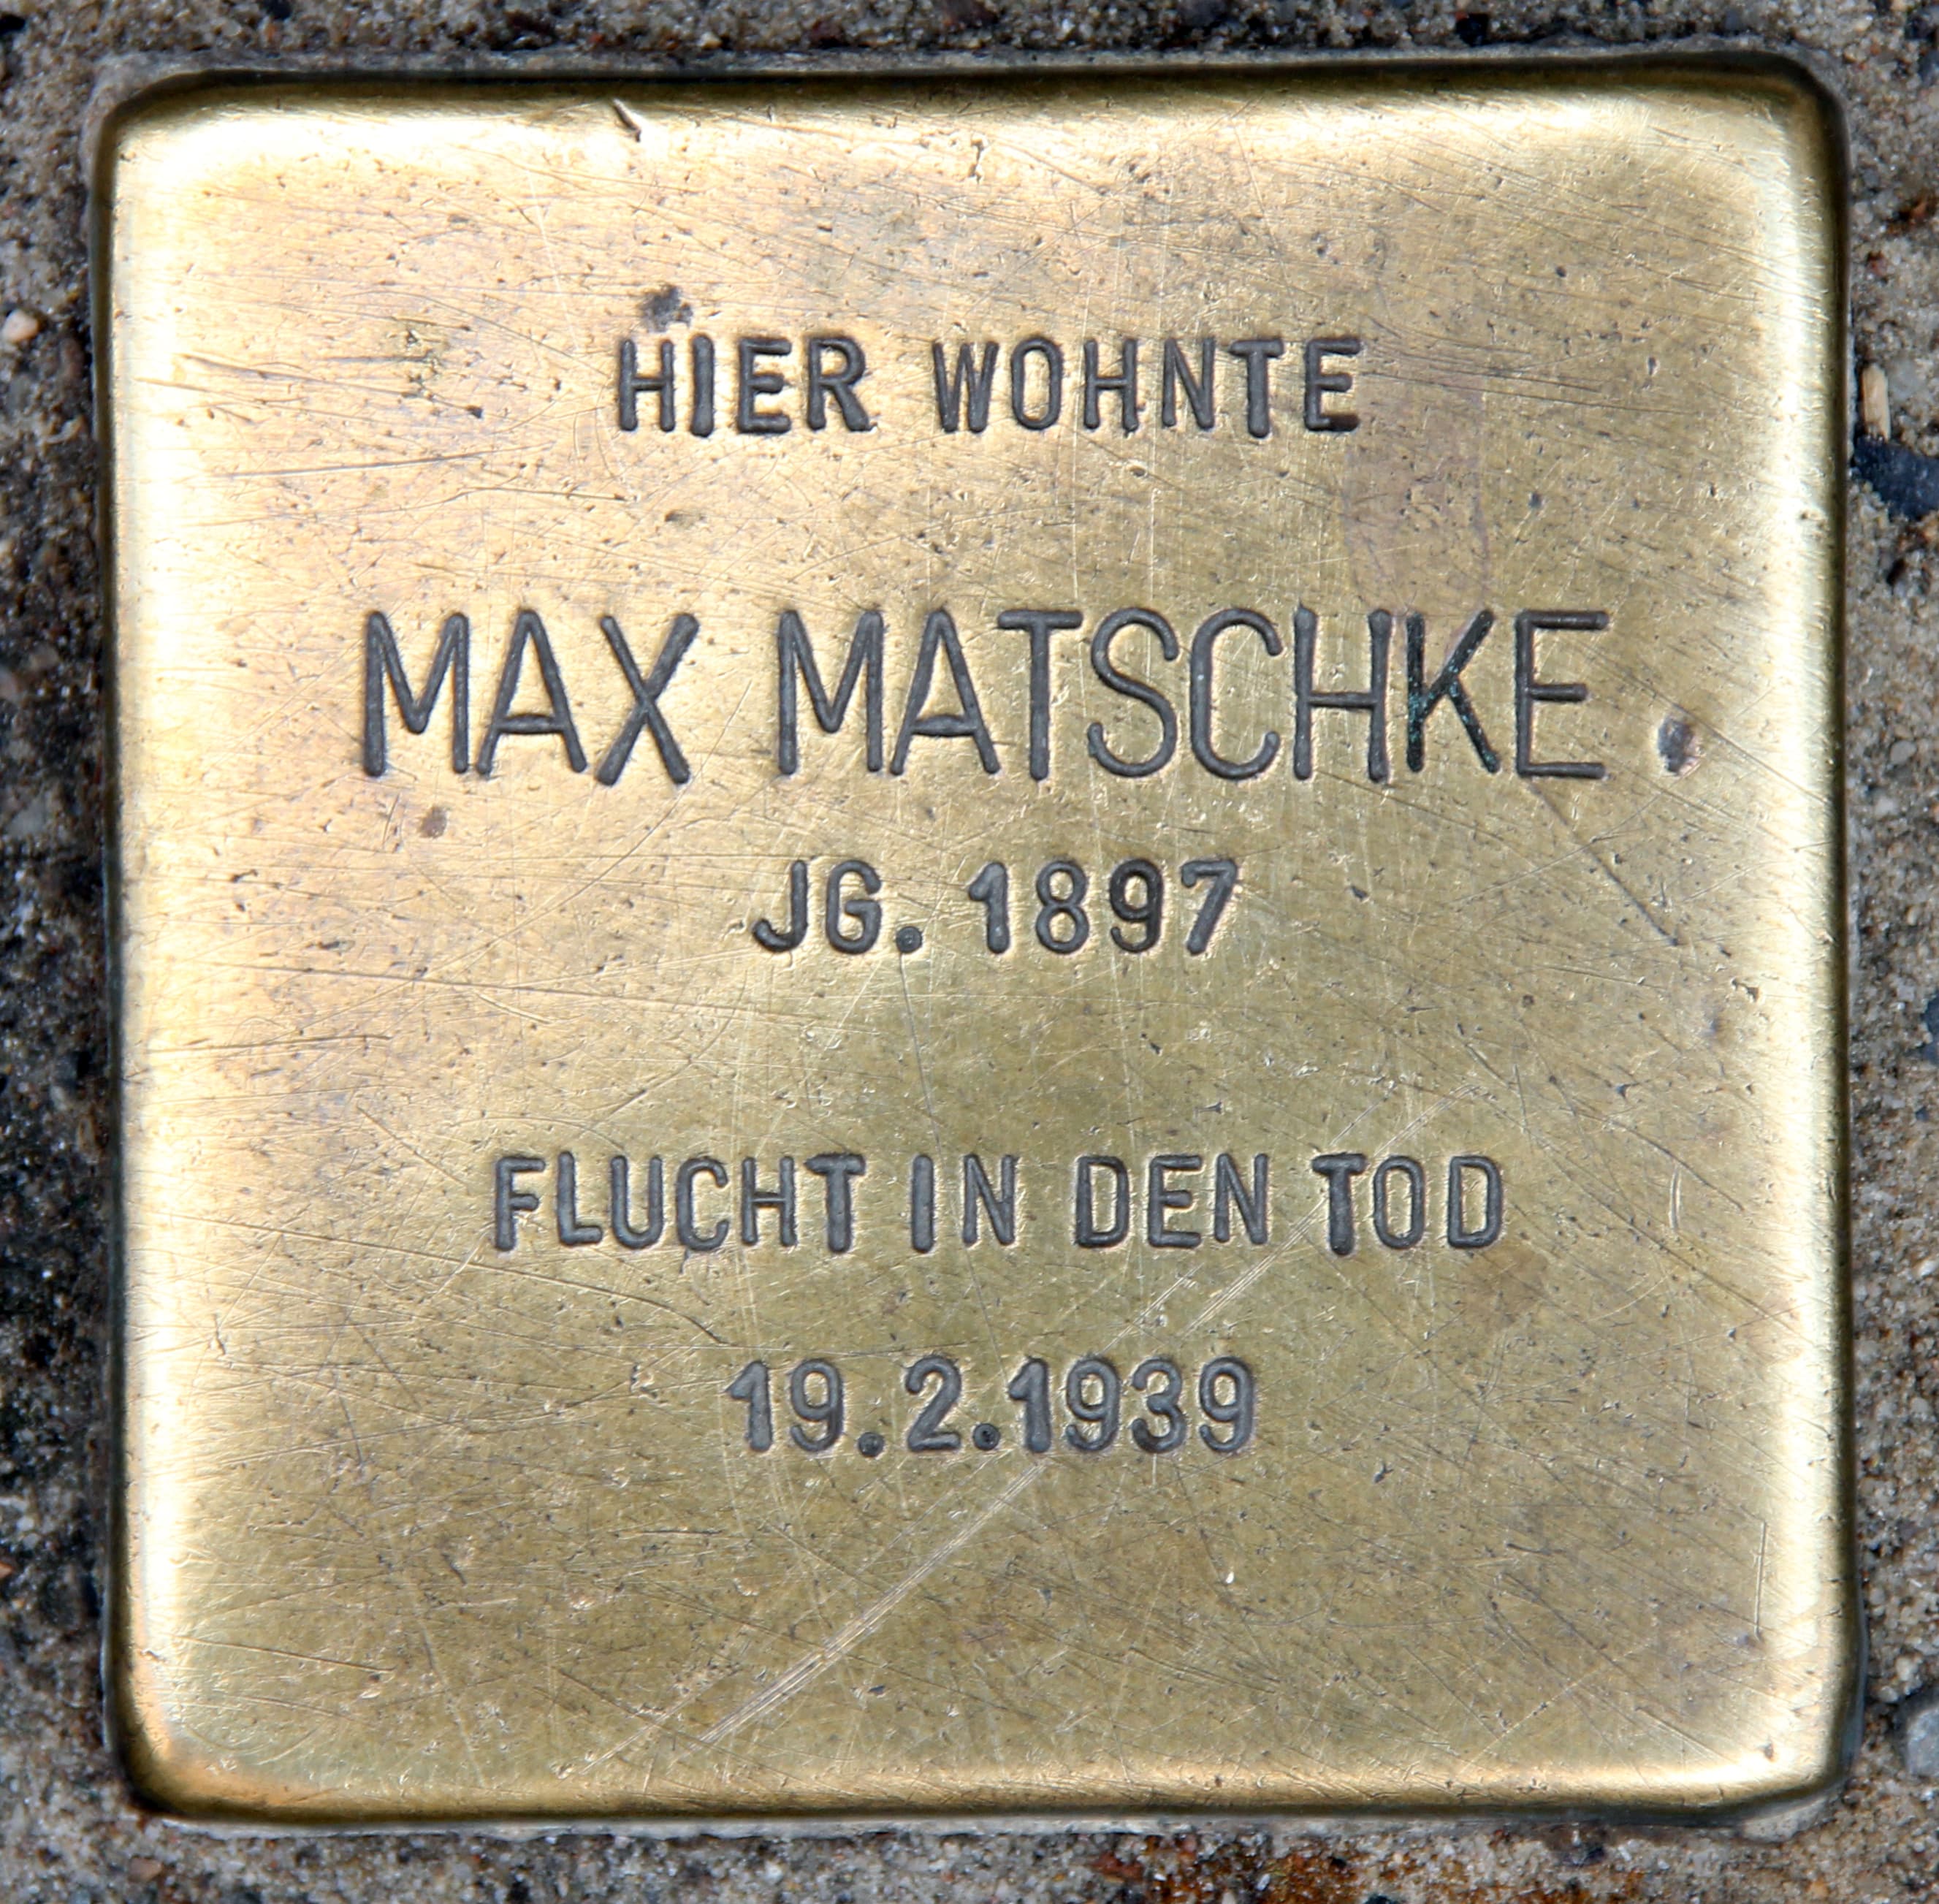 HIER WOHNTE
MAX MATSCHKE
JG. 1897
FLUCHT IN DEN TOD
19.2.1939